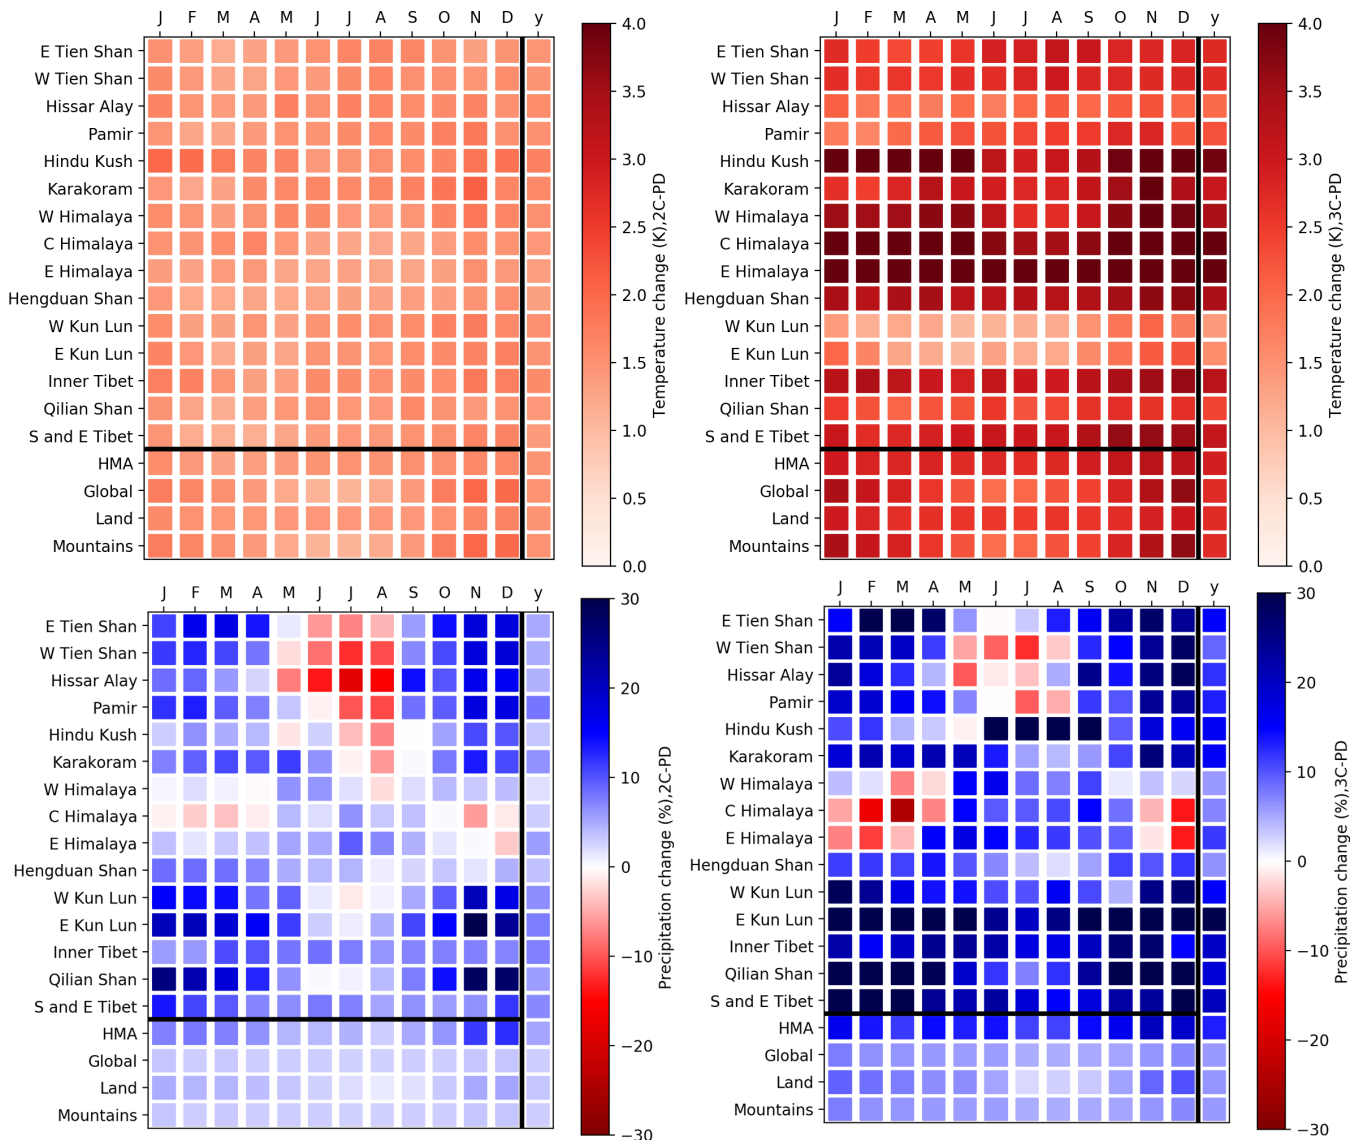 J F M A M J J A S O N D y
E Tien Shan
W Tien Shan
Hissar Alay
Pamir
Hindu Kush
Karakoram
W Himalaya
C Himalaya
E Himalaya
Hengduan Shan
W Kun Lun
E Kun Lun
Inner Tibet
Qilian Shan
S and E Tibet
HMA
Global
Land
Mountains
4.0
3.5
3.0
2.5
2.0
1.5
1.0
0.5
0.0
Temperature change (K),2C-PD
J F M A M J J A S O N D y
E Tien Shan
W Tien Shan
Hissar Alay
Pamir
Hindu Kush
Karakoram
W Himalaya
C Himalaya
E Himalaya
Hengduan Shan
W Kun Lun
E Kun Lun
Inner Tibet
Qilian Shan
S and E Tibet
HMA
Global
Land
Mountains
4.0
3.5
3.0
2.5
2.0
1.5
1.0
0.5
0.0
Temperature change (K),3C-PD
J F M A M J J A S O N D y
E Tien Shan
W Tien Shan
Hissar Alay
Pamir
Hindu Kush
Karakoram
W Himalaya
C Himalaya
E Himalaya
Hengduan Shan
W Kun Lun
E Kun Lun
Inner Tibet
Qilian Shan
S and E Tibet
HMA
Global
Land
Mountains
30
20
10
0
−10
−20
−30
Precipitation change (%),2C-PD
J F M A M J J A S O N D y
E Tien Shan
W Tien Shan
Hissar Alay
Pamir
Hindu Kush
Karakoram
W Himalaya
C Himalaya
E Himalaya
Hengduan Shan
W Kun Lun
E Kun Lun
Inner Tibet
Qilian Shan
S and E Tibet
HMA
Global
Land
Mountains
30
20
10
0
−10
−20
−30
Precipitation change (%),3C-PD